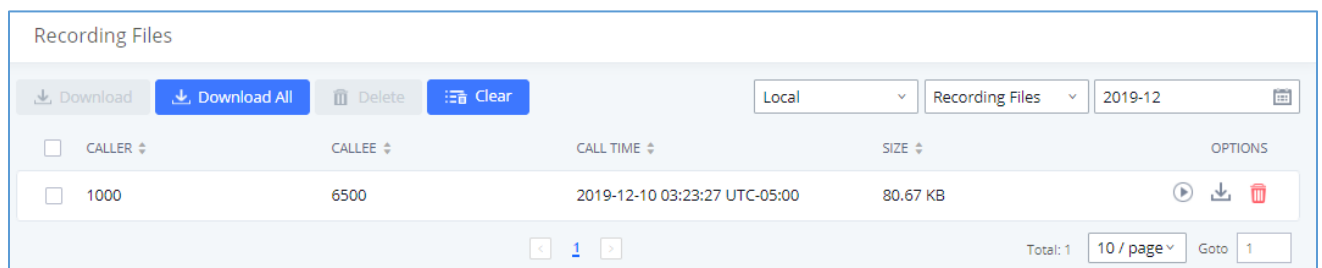 Recording Files
Download Download All Delete Clear Local Recording Files 2019-12
CALLER CALLEE CALL TIME SIZE OPTIONS
1000 6500 2019-12-10 03:23:27 UTC-05:00 80.67 KB
1 Total: 1 10 / page Goto 1